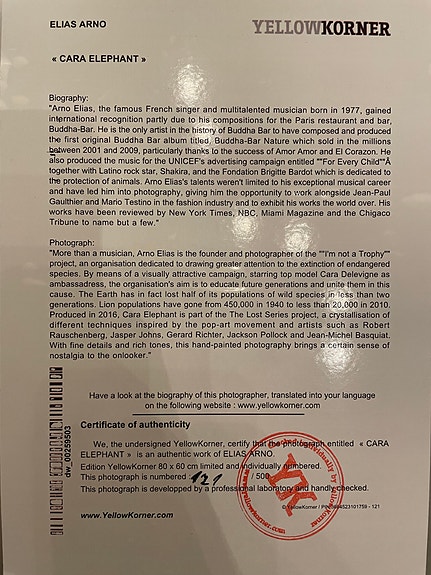 ELIAS ARNO
YELLOWKORNER
« CARA ELEPHANT »
Biography:
"Arno Elias, the famous French singer and multitalented musician born in 1977, gained
international recognition partly due to his compositions for the Paris restaurant and bar,
Buddha-Bar. He is the only artist in the history of Buddha Bar to have composed and produced
the first original Buddha Bar album titled, Buddha-Bar Nature which sold in the millions
between 2001 and 2009, particularly thanks to the success of Amor Amor and El Corazon. He
also produced the music for the UNICEF's advertising campaign entitled ""For Every Child"Â
together with Latino rock star, Shakira, and the Fondation Brigitte Bardot which is dedicated to
the protection of animals. Arno Elias's talents weren't limited to his exceptional musical career
and have led him into photography, giving him the opportunity to work alongside Jean-Paul
Gaulthier and Mario Testino in the fashion industry and to exhibit his works the world over. His
works have been reviewed by New York Times, NBC, Miami Magazine and the Chigaco
Tribune to name but a few."
Photograph:
"More than a musician, Arno Elias is the founder and photographer of the ""I'm not a Trophy""
project, an organisation dedicated to drawing greater attention to the extinction of endangered
species. By means of a visually attractive campaign, starring top model Cara Delevigne as
ambassadress, the organisation's aim is to educate future generations and unite them in this
cause. The Earth has in fact lost half of its populations of wild species in less than two
generations. Lion populations have gone from 450,000 in 1940 to less than 20,000 in 2010.
Produced in 2016, Cara Elephant is part of the The Lost Series project, a crystallisation of
different techniques inspired by the pop-art movement and artists such as Robert
Rauschenberg, Jasper Johns, Gerard Richter, Jackson Pollock and Jean-Michel Basquiat.
With fine details and rich tones, this hand-painted photography brings a certain sense of
nostalgia to the onlooker."
Have a look at the biography of this photographer, translated into your language
on the following website : www.yellowkorner.com
Certificate of authenticity
We, the undersigned YellowKorner, certify that the photograph entitled « CARA
ELEPHANT » is an authentic work of ELIAS ARNO.
Edition YellowKorner 80 x 60 cm limited and individually numbered.
This photograph is numbered 121 / 500
This photograph is developped by a professional labortory and handly checked.
© YellowKorner / 121
www.YellowKorner.com
dw_00259503
YK
individually by Yellow
www.yellowkorner.com